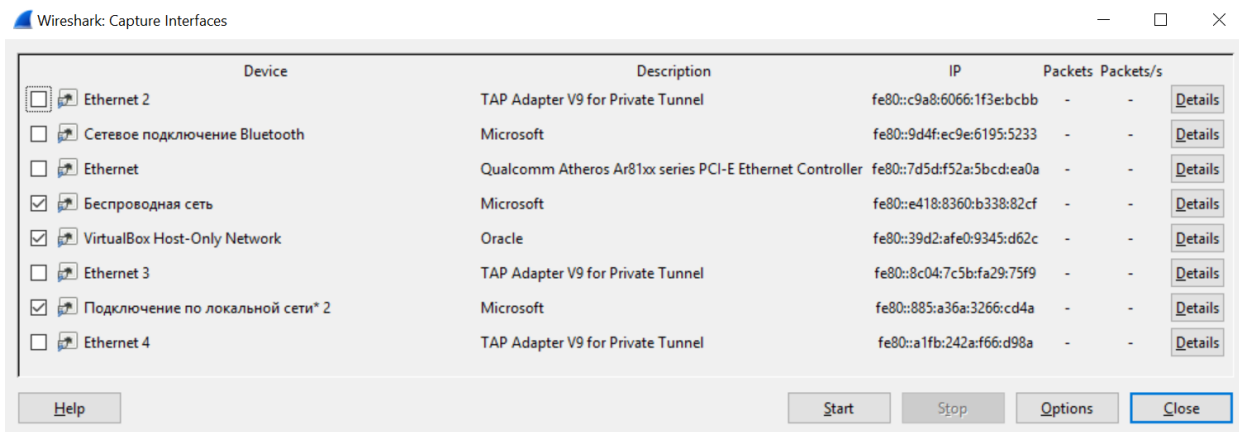 Wireshark: Capture Interfaces
Device Description IP Packets Packets/s
Ethernet 2 TAP Adapter V9 for Private Tunnel fe80::c9a8:6066:1f3e:bcbb - - Details
Сетевое подключение Bluetooth Microsoft fe80::9d4f:ec9e:6195:5233 - - Details
Ethernet Qualcomm Atheros Ar81xx series PCI-E Ethernet Controller fe80::7d5d:f52a:5bcd:ea0a - - Details
Беспроводная сеть Microsoft fe80::e418:8360:b338:82cf - - Details
VirtualBox Host-Only Network Oracle fe80::39d2:afe0:9345:d62c - - Details
Ethernet 3 TAP Adapter V9 for Private Tunnel fe80::8c04:7c5b:fa29:75f9 - - Details
Подключение по локальной сети* 2 Microsoft fe80::885:a36a:3266:cd4a - - Details
Ethernet 4 TAP Adapter V9 for Private Tunnel fe80::a1fb:242a:f66:d98a - - Details
Help Start Stop Options Close